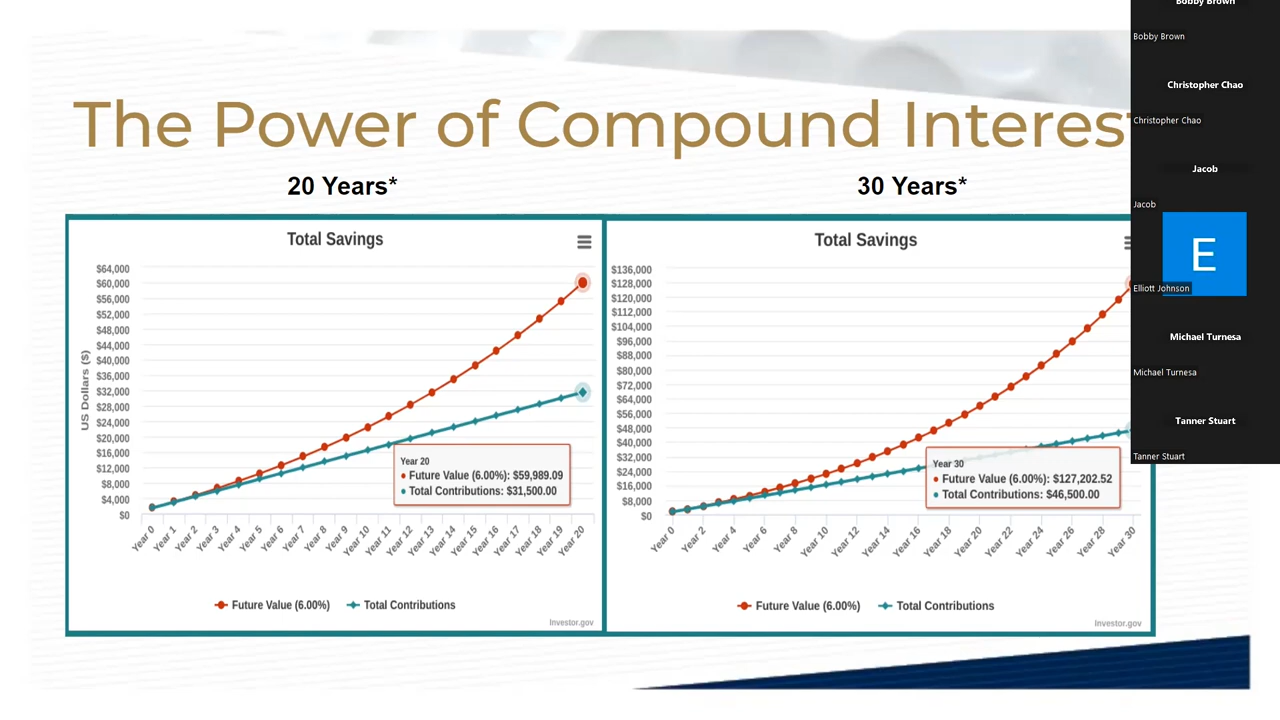 The Power of Compound Interest
20 Years*
30 Years*
Total Savings
US Dollars ($)
$64,000
$60,000
$56,000
$52,000
$48,000
$44,000
$40,000
$36,000
$32,000
$28,000
$24,000
$20,000
$16,000
$12,000
$8,000
$4,000
$0
Year 0
Year 1
Year 2
Year 3
Year 4
Year 5
Year 6
Year 7
Year 8
Year 9
Year 10
Year 11
Year 12
Year 13
Year 14
Year 15
Year 16
Year 17
Year 18
Year 19
Year 20
Year 20
Future Value (6.00%): $59,989.09
Total Contributions: $31,500.00
Future Value (6.00%)
Total Contributions
Investor.gov
Total Savings
$136,000
$128,000
$120,000
$112,000
$104,000
$96,000
$88,000
$80,000
$72,000
$64,000
$56,000
$48,000
$40,000
$32,000
$24,000
$16,000
$8,000
$0
Year 0
Year 2
Year 4
Year 6
Year 8
Year 10
Year 12
Year 14
Year 16
Year 18
Year 20
Year 22
Year 24
Year 26
Year 28
Year 30
Year 30
Future Value (6.00%): $127,202.52
Total Contributions: $46,500.00
Future Value (6.00%)
Total Contributions
Investor.gov
Bobby Brown
Bobby Brown
Christopher Chao
Christopher Chao
Jacob
Jacob
E
Elliott Johnson
Michael Turnesa
Michael Turnesa
Tanner Stuart
Tanner Stuart